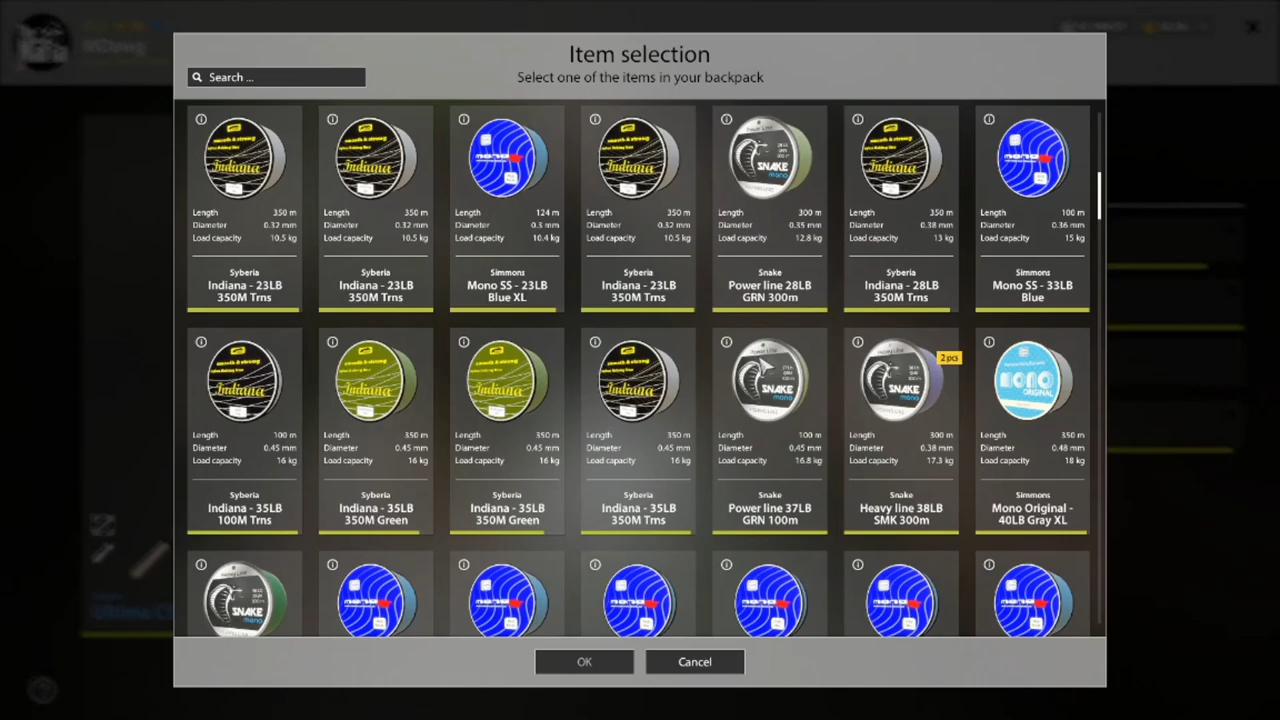 Item selection
Select one of the items in your backpack
Search ...
Length 350 m
Diameter 0.32 mm
Load capacity 10.5 kg
Syberia
Indiana - 23LB
350M Trns
Length 350 m
Diameter 0.32 mm
Load capacity 10.5 kg
Syberia
Indiana - 23LB
350M Trns
Length 124 m
Diameter 0.3 mm
Load capacity 10.4 kg
Simmons
Mono SS - 23LB
Blue XL
Length 350 m
Diameter 0.32 mm
Load capacity 10.5 kg
Syberia
Indiana - 23LB
350M Trns
SNAKE
mono
Length 300 m
Diameter 0.35 mm
Load capacity 12.8 kg
Snake
Power line 28LB
GRN 300m
Length 350 m
Diameter 0.38 mm
Load capacity 13 kg
Syberia
Indiana - 28LB
350M Trns
Length 100 m
Diameter 0.36 mm
Load capacity 15 kg
Simmons
Mono SS - 33LB
Blue
Length 100 m
Diameter 0.45 mm
Load capacity 16 kg
Syberia
Indiana - 35LB
100M Trns
Length 350 m
Diameter 0.45 mm
Load capacity 16 kg
Syberia
Indiana - 35LB
350M Green
Length 350 m
Diameter 0.45 mm
Load capacity 16 kg
Syberia
Indiana - 35LB
350M Green
Length 350 m
Diameter 0.45 mm
Load capacity 16 kg
Syberia
Indiana - 35LB
350M Trns
SNAKE
mono
Length 100 m
Diameter 0.45 mm
Load capacity 16.8 kg
Snake
Power line 37LB
GRN 100m
2 pcs
SNAKE
mono
Length 300 m
Diameter 0.38 mm
Load capacity 17.3 kg
Snake
Heavy line 38LB
SMK 300m
MONO
ORIGINAL
Length 350 m
Diameter 0.48 mm
Load capacity 18 kg
Simmons
Mono Original -
40LB Gray XL
SNAKE
mono
OK
Cancel